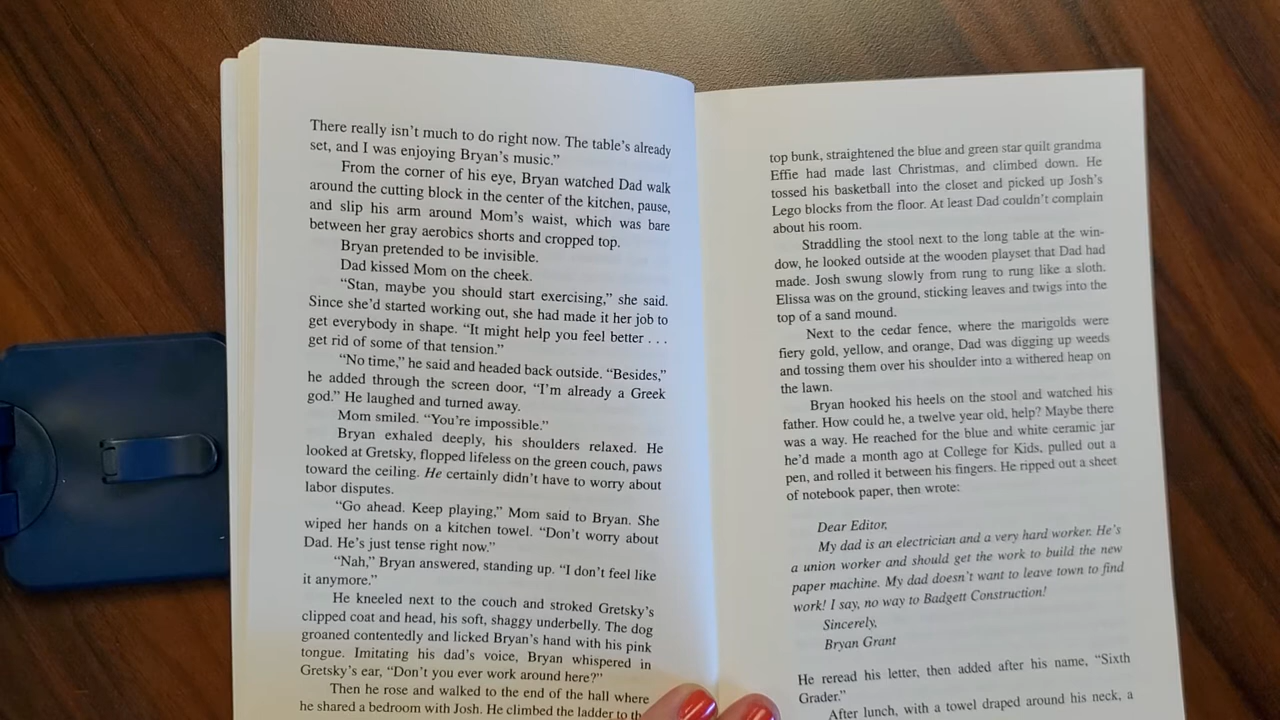 There really isn't much to do right now. The table's already
set, and I was enjoying Bryan's music."
From the corner of his eye, Bryan watched Dad walk
around the cutting block in the center of the kitchen, pause,
and slip his arm around Mom's waist, which was bare
between her gray aerobics shorts and cropped top.
Bryan pretended to be invisible.
Dad kissed Mom on the cheek.
"Stan, maybe you should start exercising," she said.
Since she'd started working out, she had made it her job to
get everybody in shape. "It might help you feel better . . .
get rid of some of that tension."
"No time," he said and headed back outside. "Besides,"
he added through the screen door, "I'm already a Greek
god." He laughed and turned away.
Mom smiled. "You're impossible."
Bryan exhaled deeply, his shoulders relaxed. He
looked at Gretsky, flopped lifeless on the green couch, paws
toward the ceiling. He certainly didn't have to worry about
labor disputes.
"Go ahead. Keep playing," Mom said to Bryan. She
wiped her hands on a kitchen towel. "Don't worry about
Dad. He's just tense right now."
"Nah," Bryan answered, standing up. "I don't feel like
it anymore."
He kneeled next to the couch and stroked Gretsky's
clipped coat and head, his soft, shaggy underbelly. The dog
groaned contentedly and licked Bryan's hand with his pink
tongue. Imitating his dad's voice, Bryan whispered in
Gretsky's ear, "Don't you ever work around here?"
Then he rose and walked to the end of the hall where
he shared a bedroom with Josh. He climbed the ladder to
top bunk, straightened the blue and green star quilt grandma
Effie had made last Christmas, and climbed down. He
tossed his basketball into the closet and picked up Josh's
Lego blocks from the floor. At least Dad couldn't complain
about his room.
Straddling the stool next to the long table at the win-
dow, he looked outside at the wooden playset that Dad had
made. Josh swung slowly from rung to rung like a sloth.
Elissa was on the ground, sticking leaves and twigs into the
top of a sand mound.
Next to the cedar fence, where the marigolds were
fiery gold, yellow, and orange, Dad was digging up weeds
and tossing them over his shoulder into a withered heap on
the lawn.
Bryan hooked his heels on the stool and watched his
father. How could he, a twelve year old, help? Maybe there
was a way. He reached for the blue and white ceramic jar
he'd made a month ago at College for Kids, pulled out a
pen, and rolled it between his fingers. He ripped out a sheet
of notebook paper, then wrote:
Dear Editor,
My dad is an electrician and a very hard worker. He's
a union worker and should get the work to build the new
paper machine. My dad doesn't want to leave town to find
work! I say, no way to Badgett Construction!
Sincerely,
Bryan Grant
He reread his letter, then added after his name, "Sixth
Grader."
After lunch, with a towel draped around his neck, a